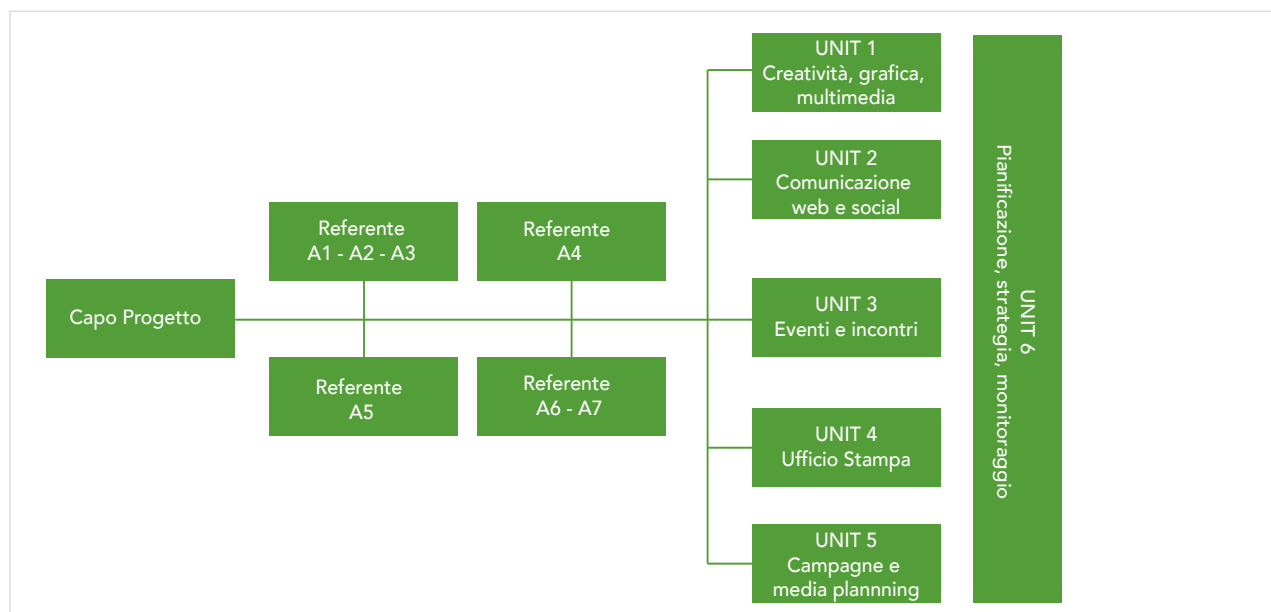 Capo Progetto
Referente
A1 - A2 - A3
Referente
A4
Referente
A5
Referente
A6 - A7
UNIT 1
Creatività, grafica,
multimedia
UNIT 2
Comunicazione
web e social
UNIT 3
Eventi e incontri
UNIT 4
Ufficio Stampa
UNIT 5
Campagne e
media plannning
UNIT 6
Pianificazione, strategia, monitoraggio